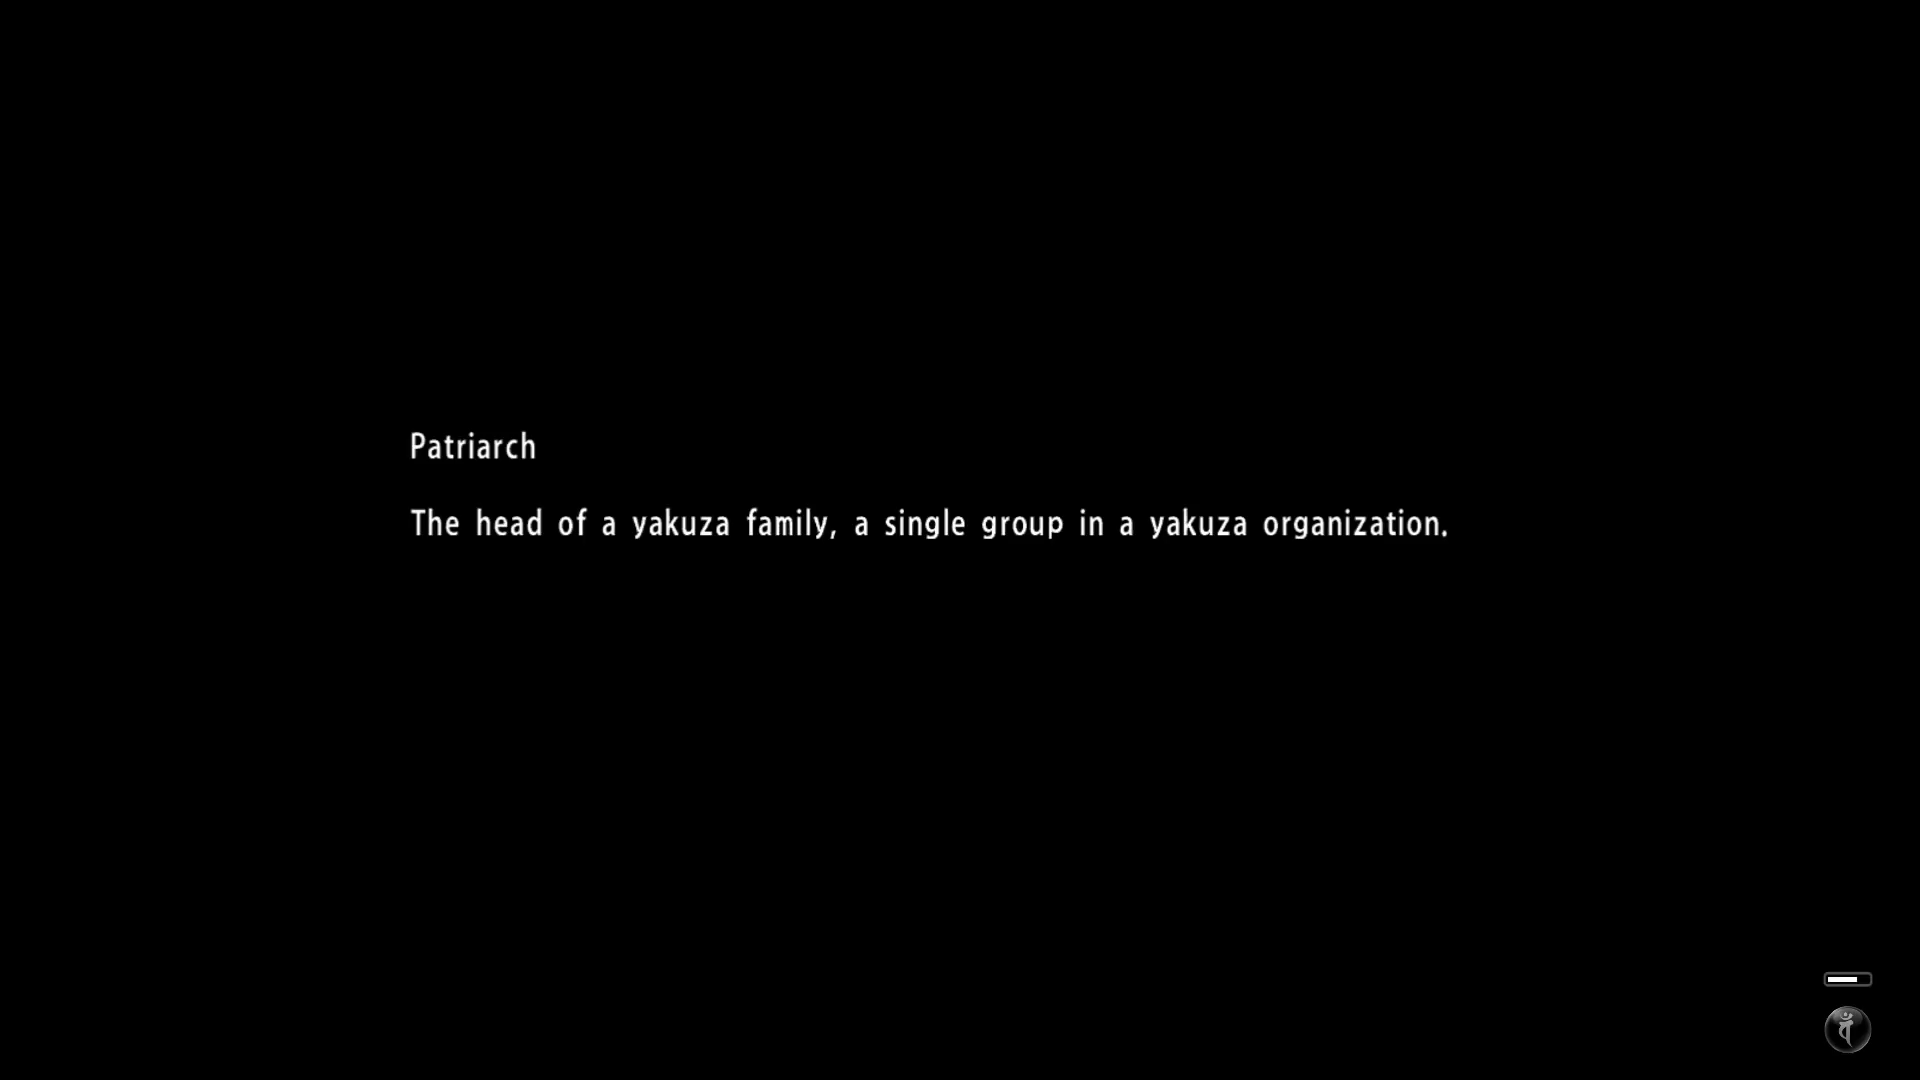 Patriarch
The head of a yakuza family, a single group in a yakuza organization.